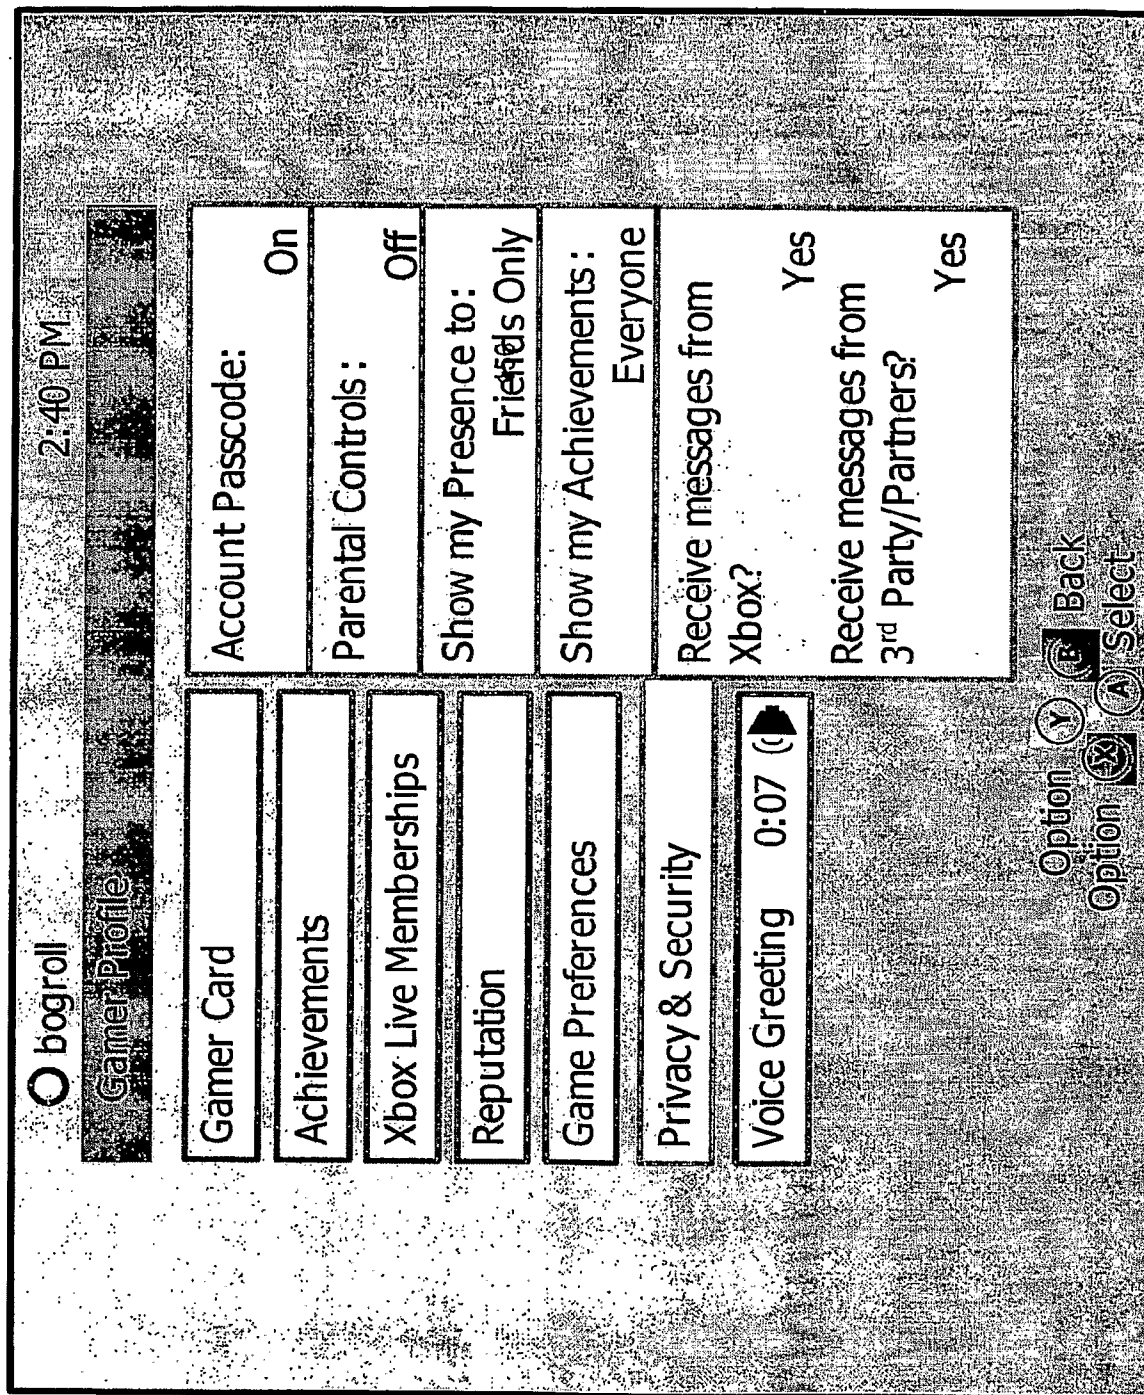 bogroll 2:40 PM
Gamer Profile
Gamer Card
Achievements
Xbox Live Memberships
Reputation
Game Preferences
Privacy & Security
Voice Greeting 0:07
Account Passcode:
On
Parental Controls:
Off
Show my Presence to:
Friends Only
Show my Achievements:
Everyone
Receive messages from
Xbox?
Yes
Receive messages from
3rd Party/Partners?
Yes
Option Y B Back
Option X A Select